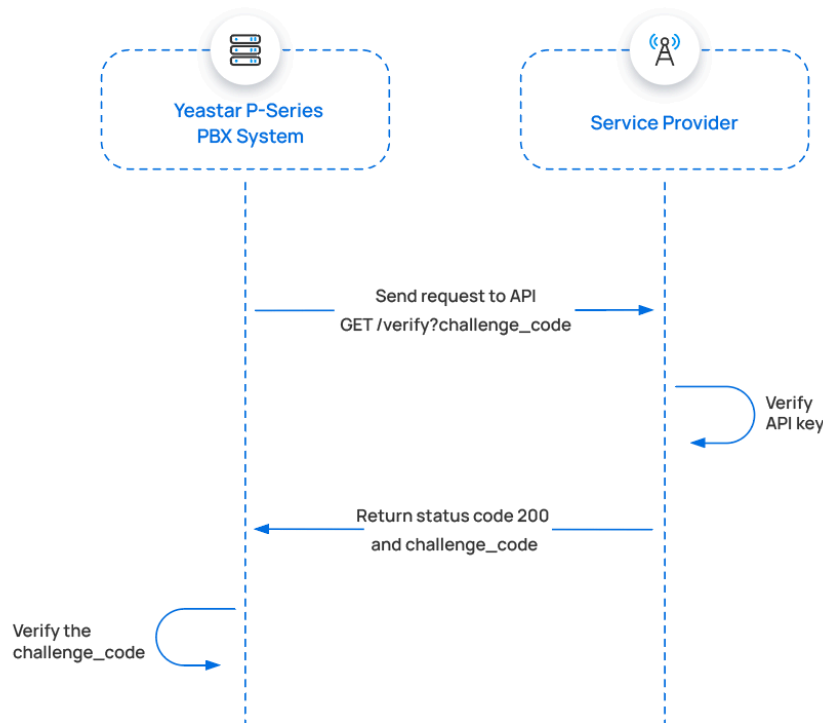 Yeastar P-Series
PBX System
Service Provider
Send request to API
GET /verify?challenge_code
Verify
API key
Return status code 200
and challenge_code
Verify the
challenge_code